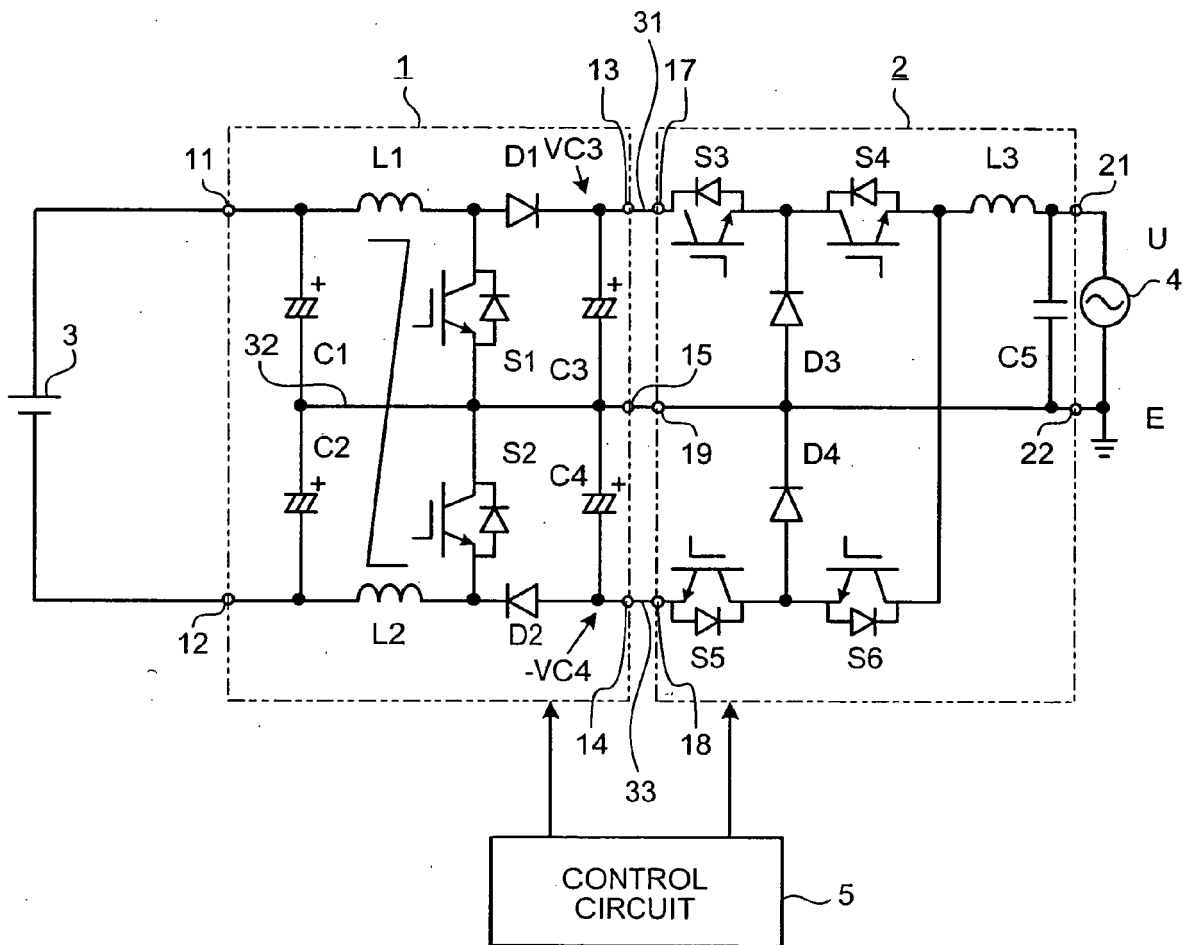 31
1
13
17
2
11
L1
D1
VC3
S3
S4
L3
21
U
4
3
32
C1
S1
C3
15
D3
C5
E
C2
S2
C4
19
D4
22
12
L2
D2
-VC4
S5
S6
14
18
33
CONTROL
CIRCUIT
5
+
+
+
+